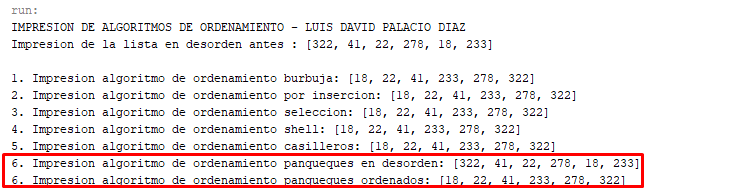 run:
IMPRESION DE ALGORITMOS DE ORDENAMIENTO - LUIS DAVID PALACIO DIAZ
Impresion de la lista en desorden antes : [322, 41, 22, 278, 18, 233]
1. Impresion algoritmo de ordenamiento burbuja: [18, 22, 41, 233, 278, 322]
2. Impresion algoritmo de ordenamiento por insercion: [18, 22, 41, 233, 278, 322]
3. Impresion algoritmo de ordenamiento seleccion: [18, 22, 41, 233, 278, 322]
4. Impresion algoritmo de ordenamiento shell: [18, 22, 41, 233, 278, 322]
5. Impresion algoritmo de ordenamiento casilleros: [18, 22, 41, 233, 278, 322]
6. Impresion algoritmo de ordenamiento panqueques en desorden: [322, 41, 22, 278, 18, 233]
6. Impresion algoritmo de ordenamiento panqueques ordenados: [18, 22, 41, 233, 278, 322]